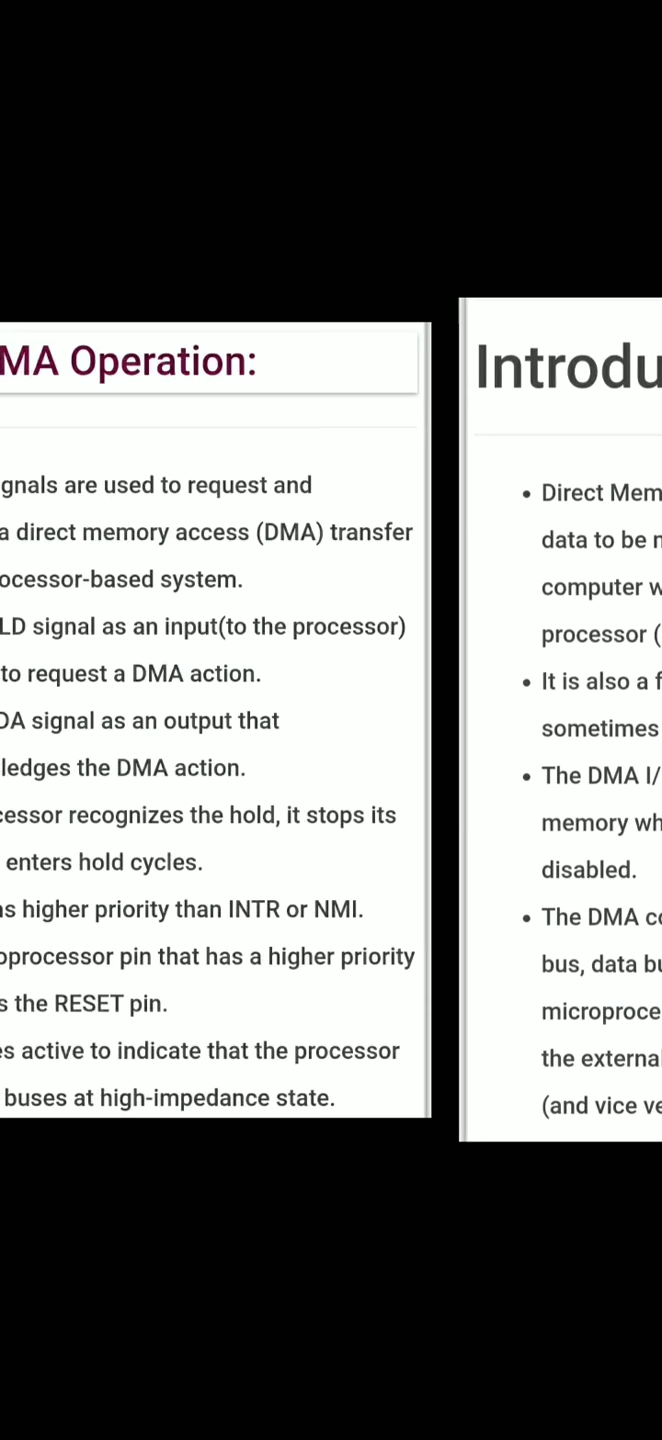 MA Operation:
gnals are used to request and
a direct memory access (DMA) transfer
ocessor-based system.
LD signal as an input(to the processor)
to request a DMA action.
DA signal as an output that
ledges the DMA action.
cessor recognizes the hold, it stops its
enters hold cycles.
as higher priority than INTR or NMI.
oprocessor pin that has a higher priority
s the RESET pin.
es active to indicate that the processor
buses at high-impedance state.
Introdu
• Direct Mem
data to be
computer w
processor (
• It is also a f
sometimes
• The DMA I/
memory wh
disabled.
• The DMA co
bus, data bu
microproce
the external
(and vice ve